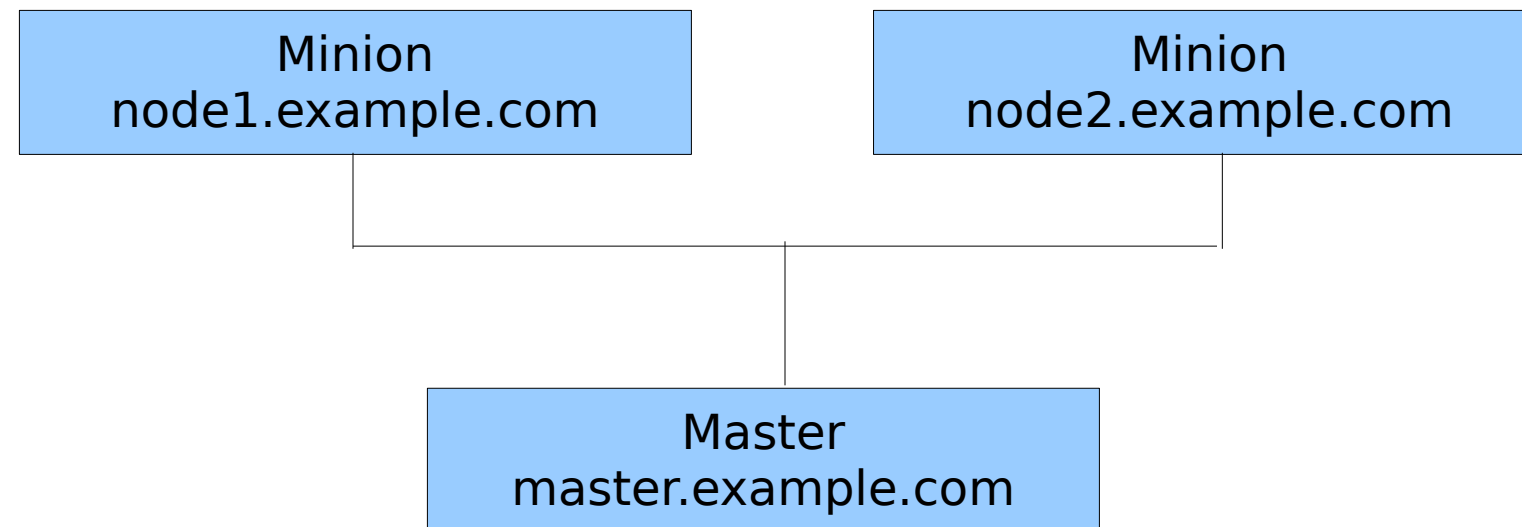 Minion
node1.example.com
Minion
node2.example.com
Master
master.example.com